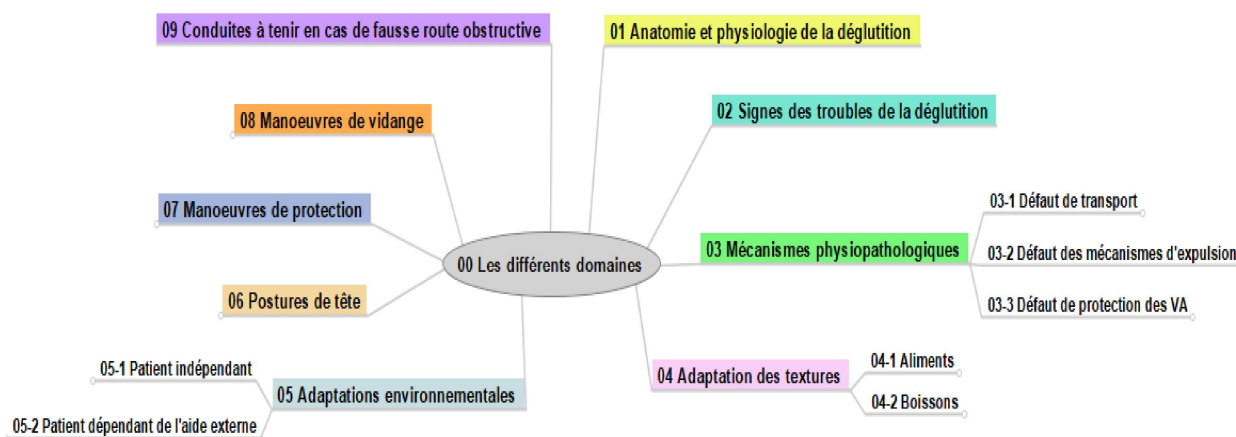 00 Les différents domaines
01 Anatomie et physiologie de la déglutition
02 Signes des troubles de la déglutition
03 Mécanismes physiopathologiques
03-1 Défaut de transport
03-2 Défaut des mécanismes d'expulsion
03-3 Défaut de protection des VA
04 Adaptation des textures
04-1 Aliments
04-2 Boissons
05 Adaptations environnementales
05-1 Patient indépendant
05-2 Patient dépendant de l'aide externe
06 Postures de tête
07 Manoeuvres de protection
08 Manoeuvres de vidange
09 Conduites à tenir en cas de fausse route obstructive